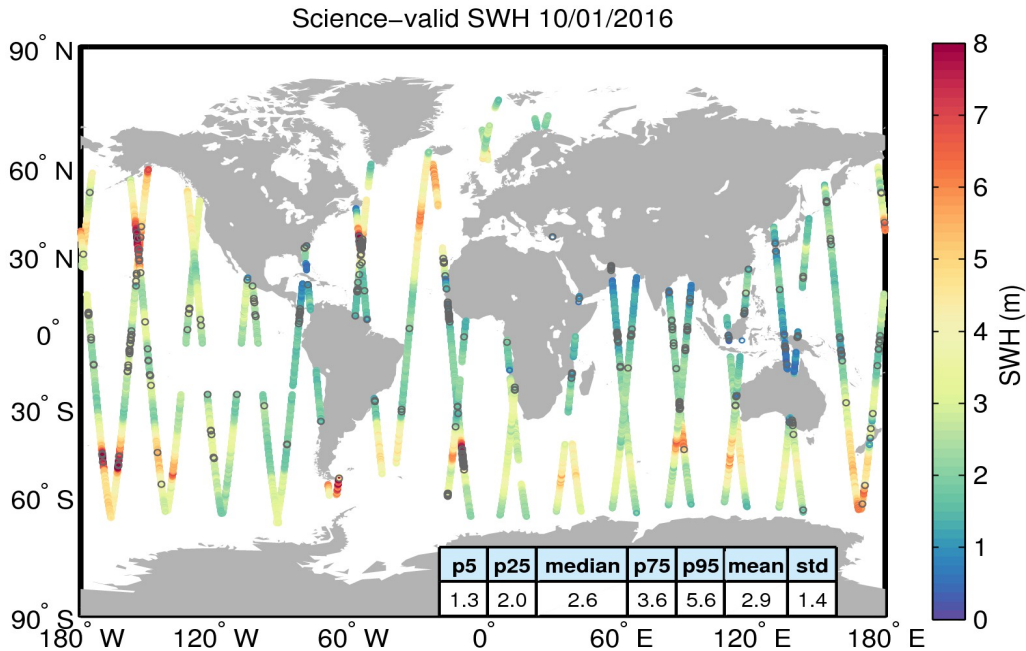 Science−valid SWH 10/01/2016
90° N
60° N
30° N
0°
30° S
60° S
90° S
180° W
120° W
60° W
0°
60° E
120° E
180° E
p5 p25 median p75 p95 mean std
1.3 2.0 2.6 3.6 5.6 2.9 1.4
8
7
6
5
4
3
2
1
0
SWH (m)